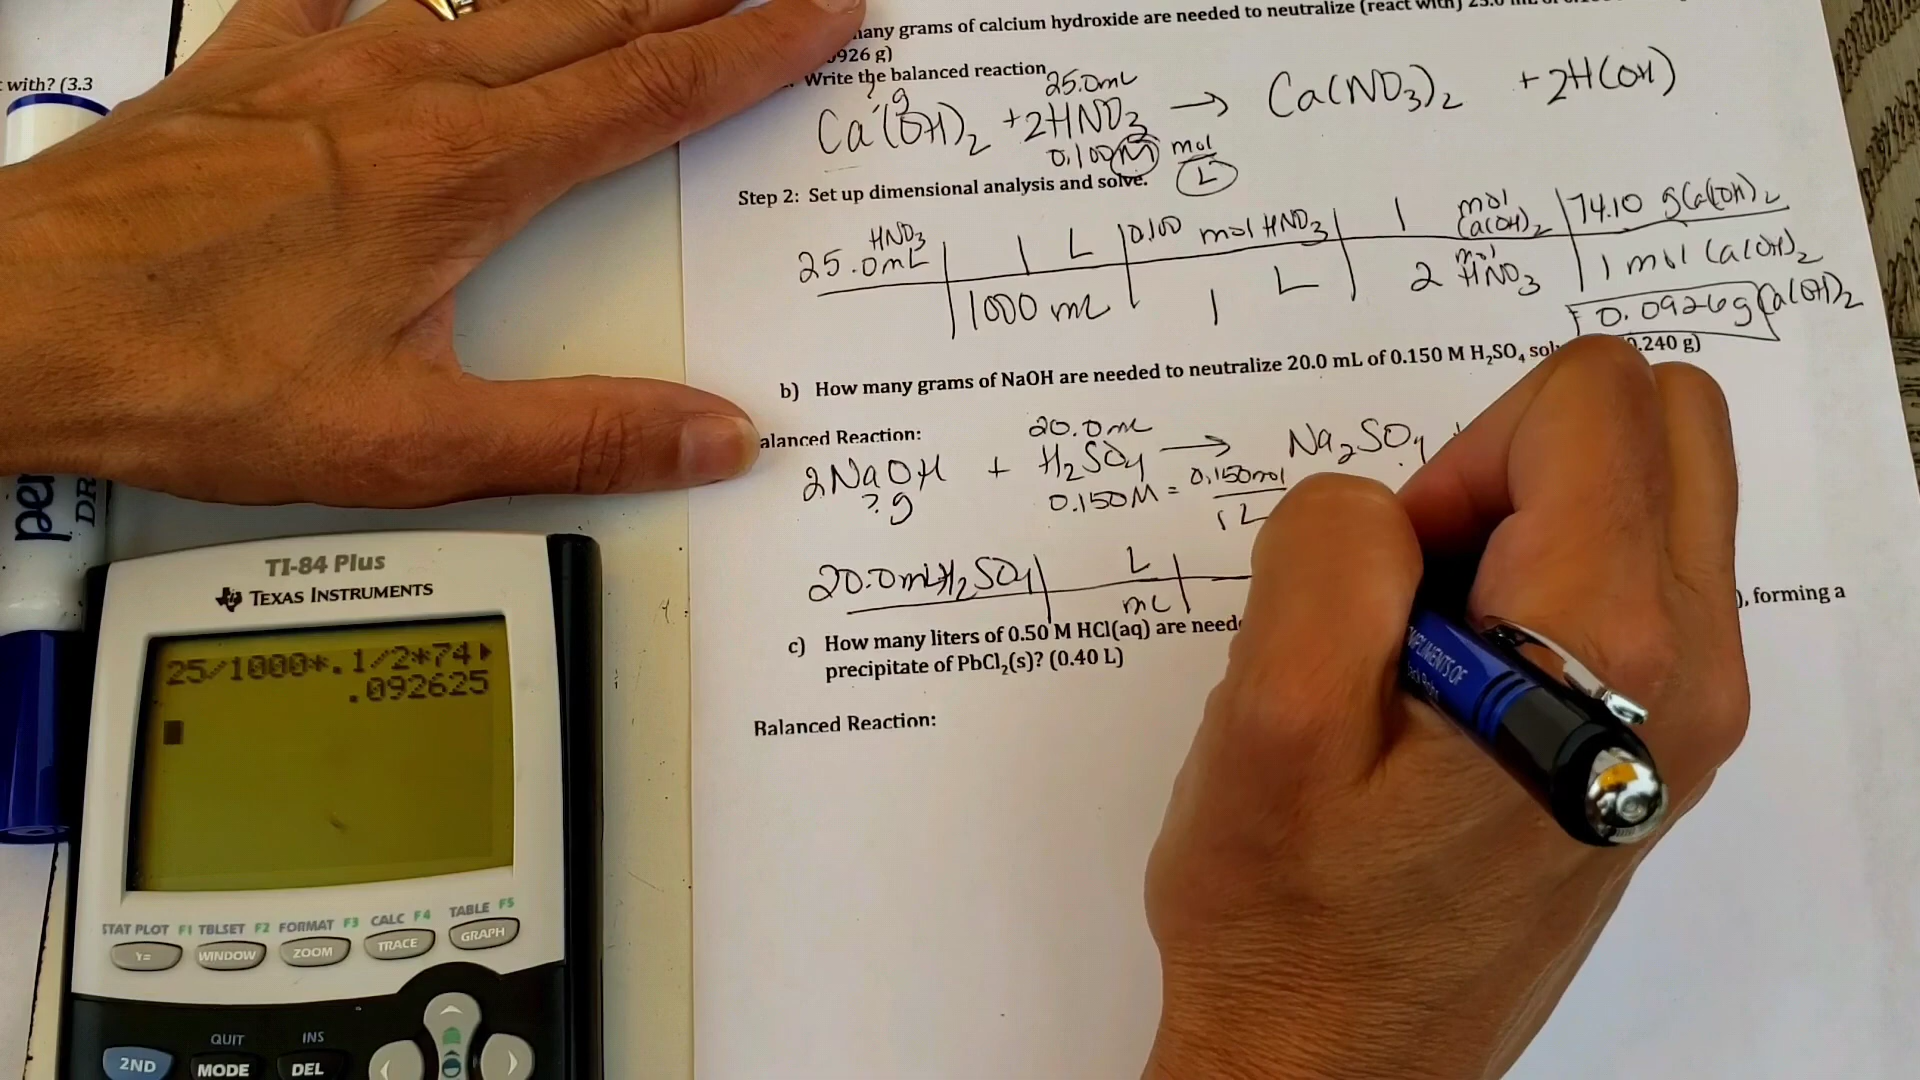 many grams of calcium hydroxide are needed to neutralize (react with)
0926 g)
with? (3.3
Write the balanced reaction
25.0mL
? g
Ca(OH)₂ + 2HNO₃ → Ca(NO₃)₂ + 2H(OH)
0.100M mol
L
Step 2: Set up dimensional analysis and solve.
HNO₃
25.0mL | 1 L | 0.100 mol HNO₃ | 1 mol Ca(OH)₂ | 74.10 g Ca(OH)₂
1000 mL | 1 L | 2 mol HNO₃ | 1 mol Ca(OH)₂
0.0926g Ca(OH)₂
b) How many grams of NaOH are needed to neutralize 20.0 mL of 0.150 M H₂SO₄ 0.240 g)
alanced Reaction:
20.0mL
2NaOH + H₂SO₄ → Na₂SO₄
? g 0.150M = 0.150mol
1L
20.0mL H₂SO₄ | L
mL
c) How many liters of 0.50 M HCl(aq) are need ), forming a
precipitate of PbCl₂(s)? (0.40 L)
Balanced Reaction:
COMPLIMENTS OF
TI-84 Plus
TEXAS INSTRUMENTS
25/1000*.1/2*74
.092625
STAT PLOT F1 TBLSET F2 FORMAT F3 CALC F4 TABLE F5
Y= WINDOW ZOOM TRACE GRAPH
QUIT INS
2ND MODE DEL